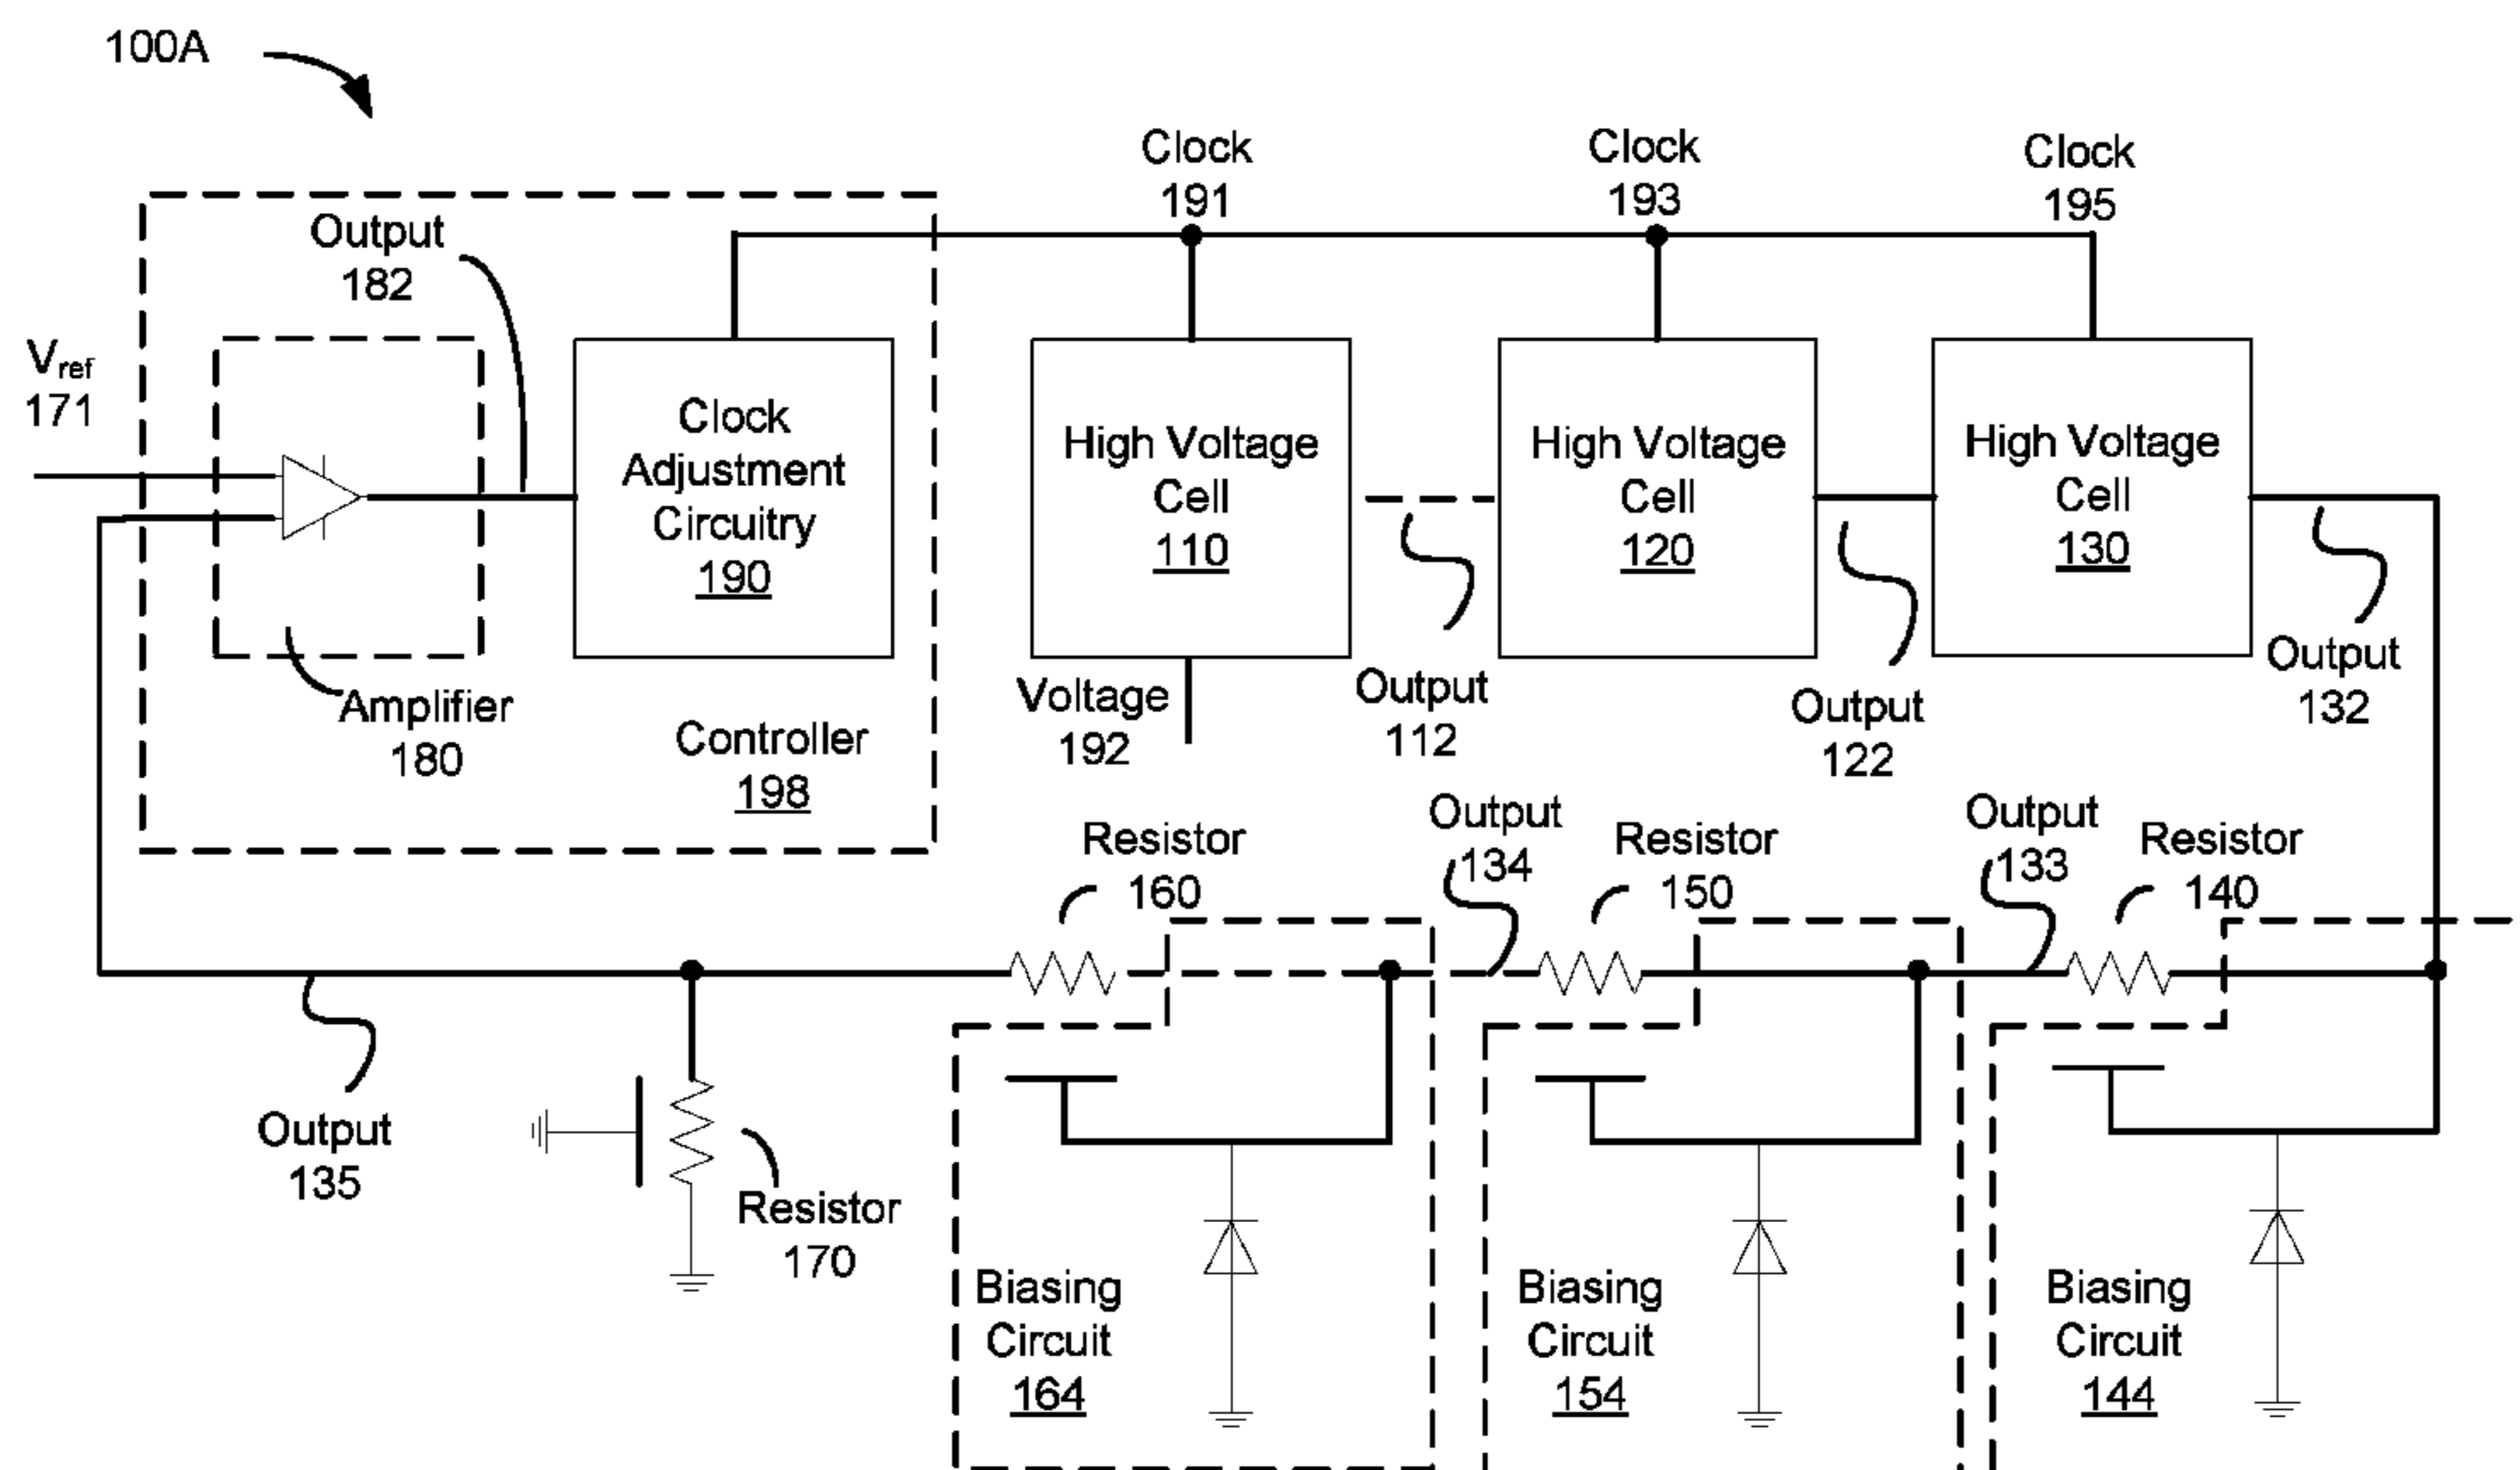 100A
Clock
191
Clock
193
Clock
195
Output
182
Vref
171
Clock
Adjustment
Circuitry
190
High Voltage
Cell
110
High Voltage
Cell
120
High Voltage
Cell
130
Amplifier
180
Controller
198
Voltage
192
Output
112
Output
122
Output
132
Resistor
160
Output
134
Resistor
150
Output
133
Resistor
140
Output
135
Resistor
170
Biasing
Circuit
164
Biasing
Circuit
154
Biasing
Circuit
144